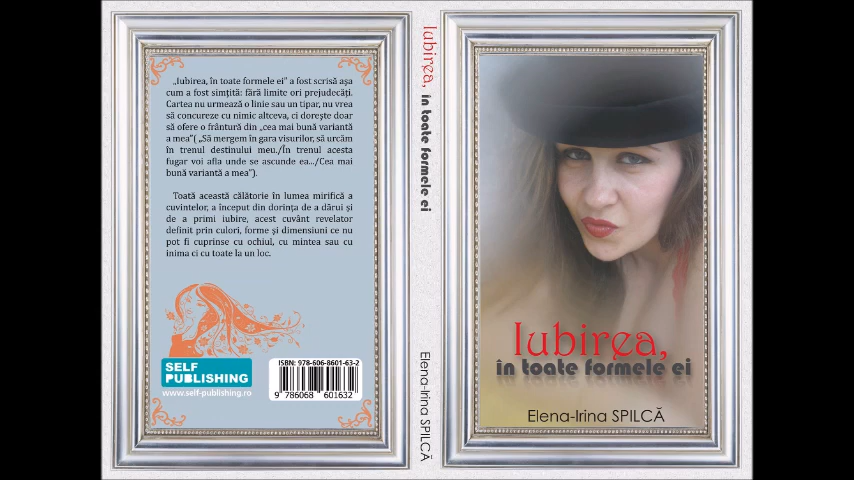 „Iubirea, în toate formele ei” a fost scrisă așa
cum a fost simțită: fără limite ori prejudecăți.
Cartea nu urmează o linie sau un tipar, nu vrea
să concureze cu nimic altceva, ci dorește doar
să ofere o frântură din „cea mai bună variantă
a mea”( „Să mergem în gara visurilor, să urcăm
în trenul destinului meu./În trenul acesta
fugar voi afla unde se ascunde ea.../Cea mai
bună variantă a mea”).
Toată această călătorie în lumea mirifică a
cuvintelor, a început din dorința de a dărui și
de a primi iubire, acest cuvânt revelator
definit prin culori, forme și dimensiuni ce nu
pot fi cuprinse cu ochiul, cu mintea sau cu
inima ci cu toate la un loc.
SELF
PUBLISHING
www.self-publishing.ro
ISBN: 978-606-8601-63-2
9 786068 601632
Iubirea, în toate formele ei
Elena-Irina SPILCĂ
Iubirea,
în toate formele ei
Elena-Irina SPILCĂ